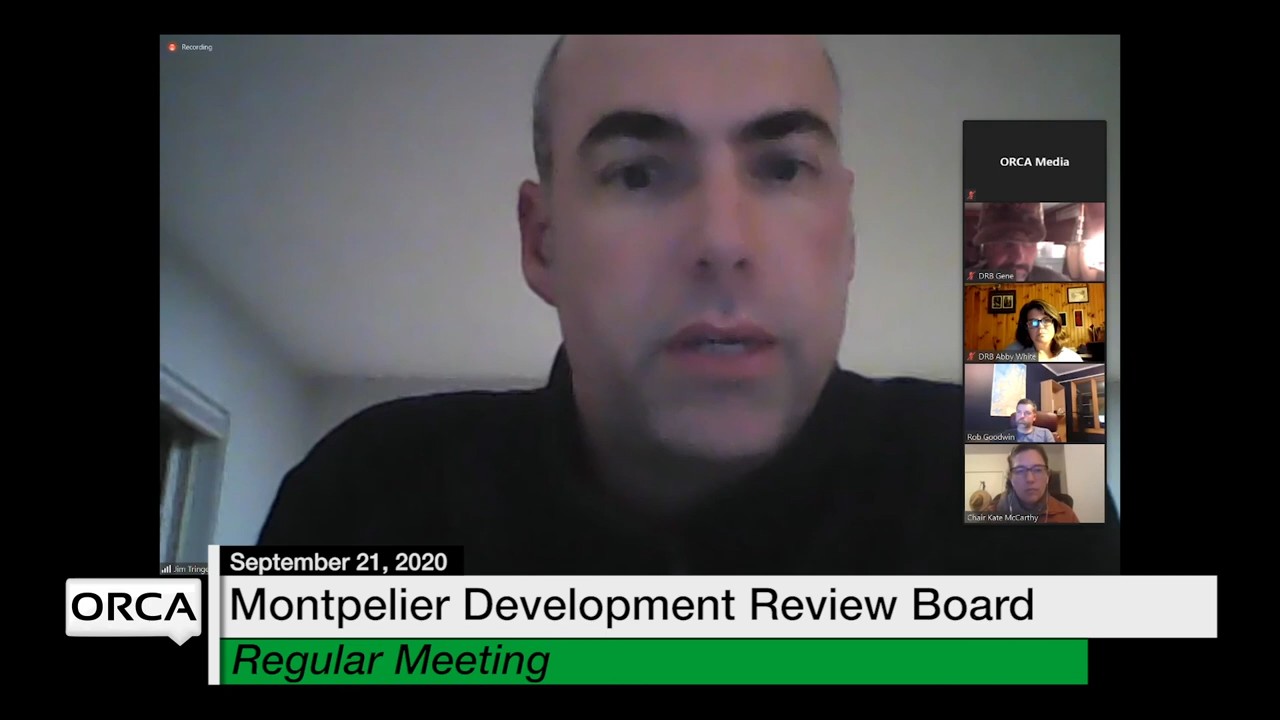 Recording
ORCA Media
DRB Gene
DRB Abby White
Rob Goodwin
Chair Kate McCarthy
Jim
September 21, 2020
ORCA
Montpelier Development Review Board
Regular Meeting